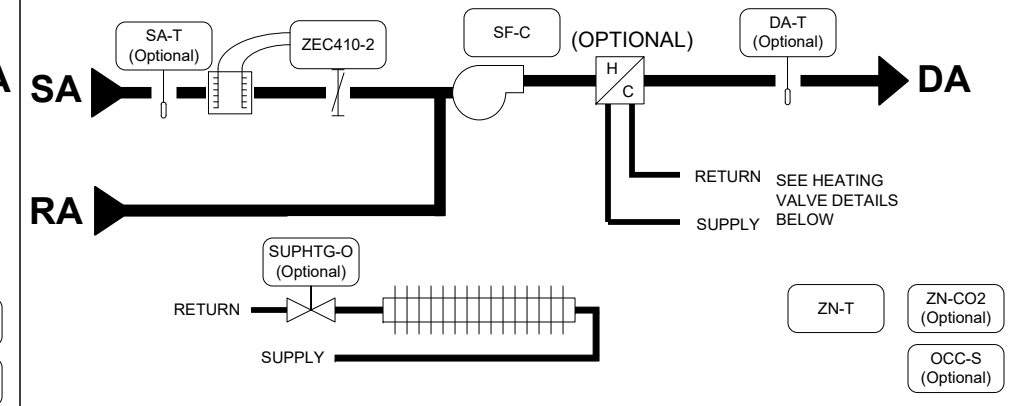 SA-T
(Optional)
ZEC410-2
SF-C
(OPTIONAL)
DA-T
(Optional)
A
SA
H
C
DA
RA
RETURN
SUPPLY
SEE HEATING
VALVE DETAILS
BELOW
SUPHTG-O
(Optional)
RETURN
SUPPLY
ZN-T
ZN-CO2
(Optional)
OCC-S
(Optional)